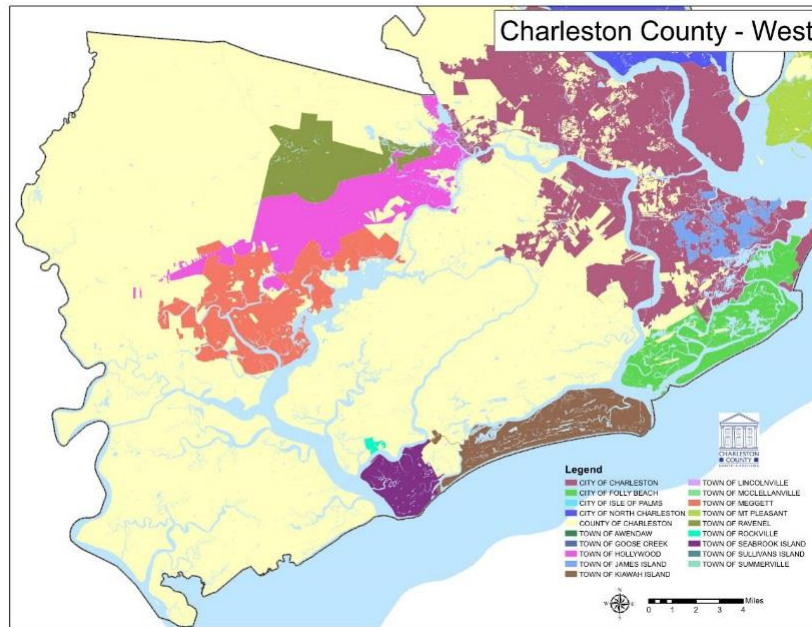 Charleston County - West
CHARLESTON
COUNTY
SOUTH CAROLINA
Legend
CITY OF CHARLESTON
CITY OF FOLLY BEACH
CITY OF ISLE OF PALMS
CITY OF NORTH CHARLESTON
COUNTY OF CHARLESTON
TOWN OF AWENDAW
TOWN OF GOOSE CREEK
TOWN OF HOLLYWOOD
TOWN OF JAMES ISLAND
TOWN OF KIAWAH ISLAND
TOWN OF LINCOLNVILLE
TOWN OF MCCLELLANVILLE
TOWN OF MEGGETT
TOWN OF MT PLEASANT
TOWN OF RAVENEL
TOWN OF ROCKVILLE
TOWN OF SEABROOK ISLAND
TOWN OF SULLIVANS ISLAND
TOWN OF SUMMERVILLE
N
W E
S
Miles
0 1 2 3 4